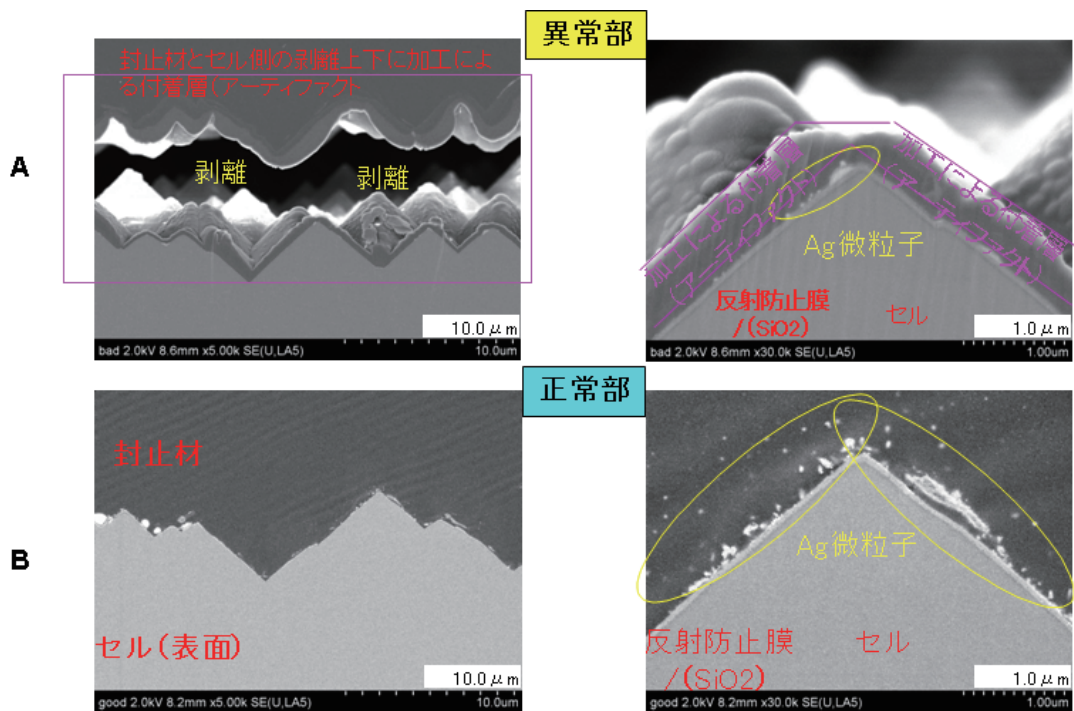 異常部
A
封止材とセル側の剥離上下に加工によ
る付着層(アーティファクト
剥離
剥離
10.0μm
bad 2.0kV 8.6mm x5.00k SE(U,LA5)
10.0um
加工による付着層
(アーティファクト)
加工による付着層
(アーティファクト)
Ag微粒子
反射防止膜
/(SiO2)
セル
1.0μm
bad 2.0kV 8.6mm x30.0k SE(U,LA5)
1.00um
正常部
B
封止材
セル(表面)
10.0μm
good 2.0kV 8.2mm x5.00k SE(U,LA5)
10.0um
Ag微粒子
反射防止膜
/(SiO2)
セル
1.0μm
good 2.0kV 8.2mm x30.0k SE(U,LA5)
1.00um